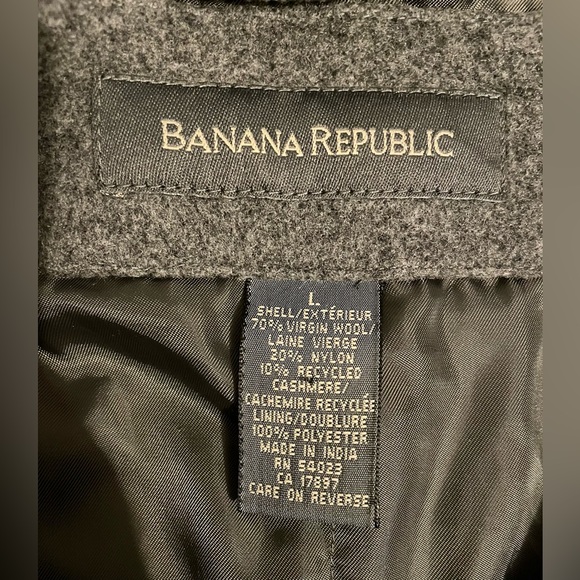 BANANA REPUBLIC
L
SHELL/EXTÉRIEUR
70% VIRGIN WOOL/
LAINE VIERGE
20% NYLON
10% RECYCLED
CASHMERE/
CACHEMIRE RECYCLÉE
LINING/DOUBLURE
100% POLYESTER
MADE IN INDIA
RN 54023
CA 17897
CARE ON REVERSE